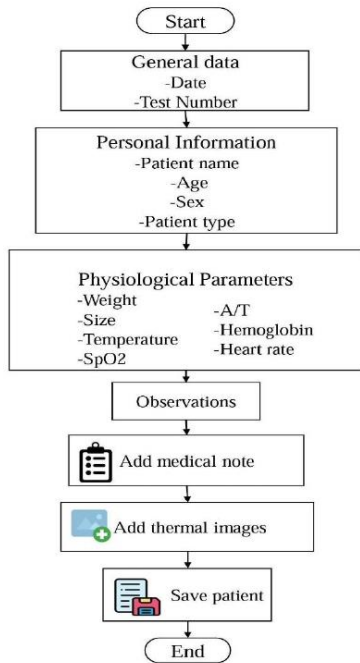 Start
General data
-Date
-Test Number
Personal Information
-Patient name
-Age
-Sex
-Patient type
Physiological Parameters
-Weight
-Size
-Temperature
-SpO2
-A/T
-Hemoglobin
-Heart rate
Observations
Add medical note
Add thermal images
Save patient
End